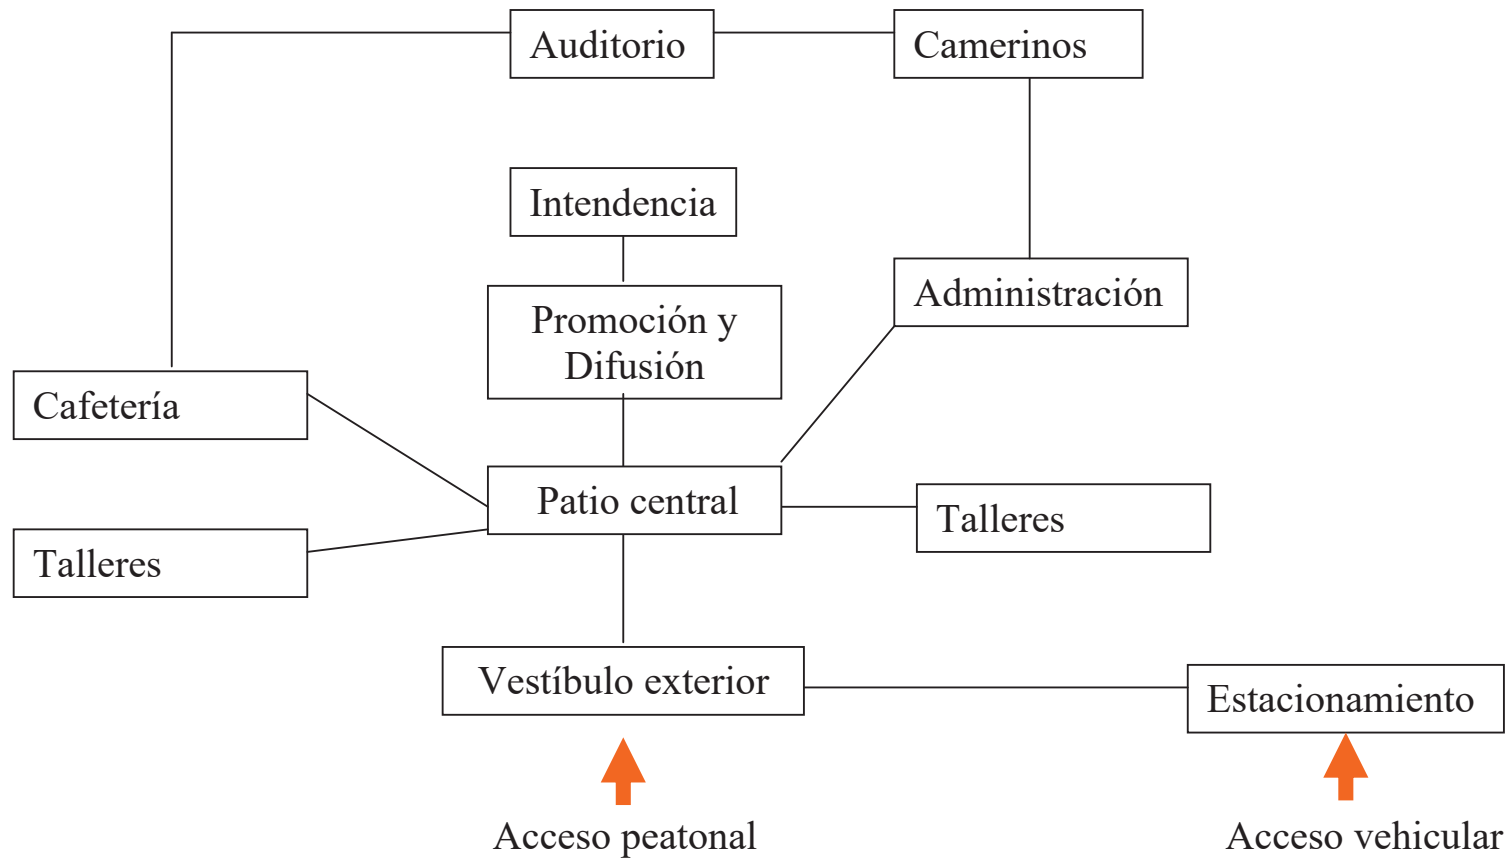 Auditorio
Camerinos
Intendencia
Administración
Promoción y
Difusión
Cafetería
Patio central
Talleres
Talleres
Vestíbulo exterior
Estacionamiento
Acceso peatonal
Acceso vehicular